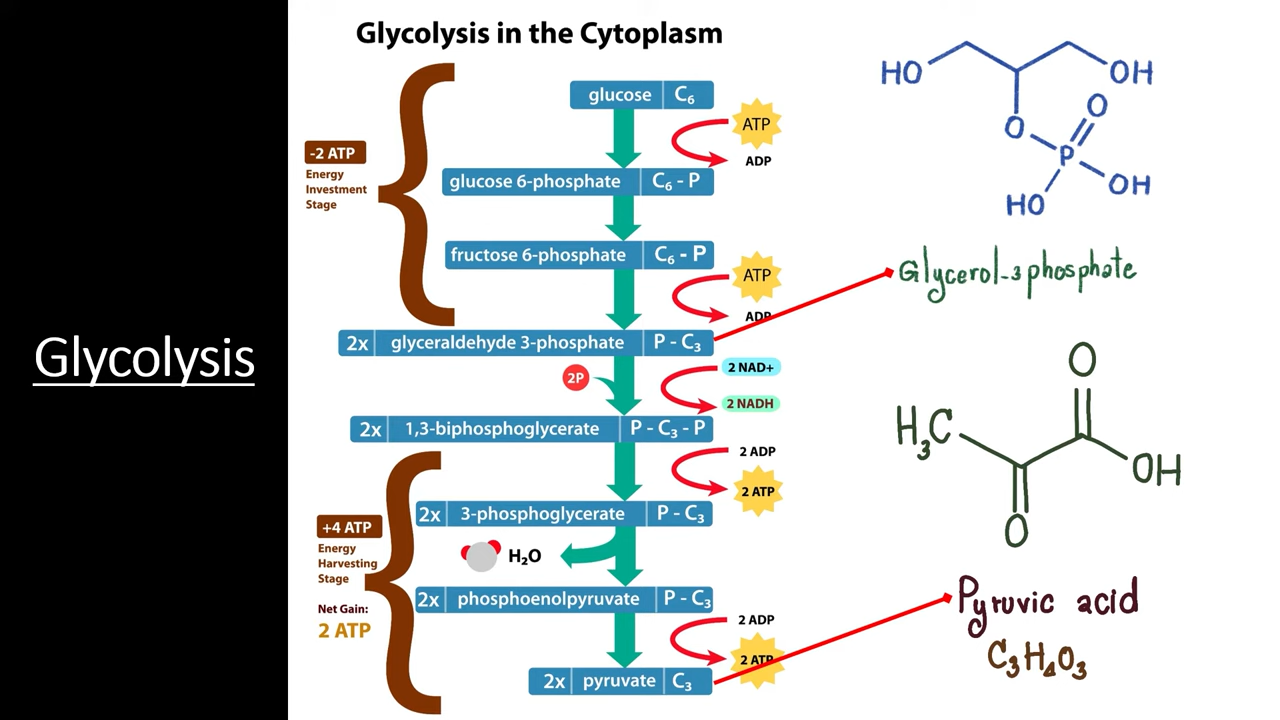 Glycolysis
Glycolysis in the Cytoplasm
glucose C₆
ATP
ADP
-2 ATP
Energy
Investment
Stage
glucose 6-phosphate C₆ - P
fructose 6-phosphate C₆ - P
ATP
ADP
2x glyceraldehyde 3-phosphate P - C₃
2P
2 NAD+
2 NADH
2x 1,3-biphosphoglycerate P - C₃ - P
2 ADP
2 ATP
+4 ATP
Energy
Harvesting
Stage
Net Gain:
2 ATP
2x 3-phosphoglycerate P - C₃
H₂O
2x phosphoenolpyruvate P - C₃
2 ADP
2 ATP
2x pyruvate C₃
HO OH
O
O
P
HO OH
Glycerol-3phosphate
O
H₃C
OH
O
Pyruvic acid
C₃H₄O₃